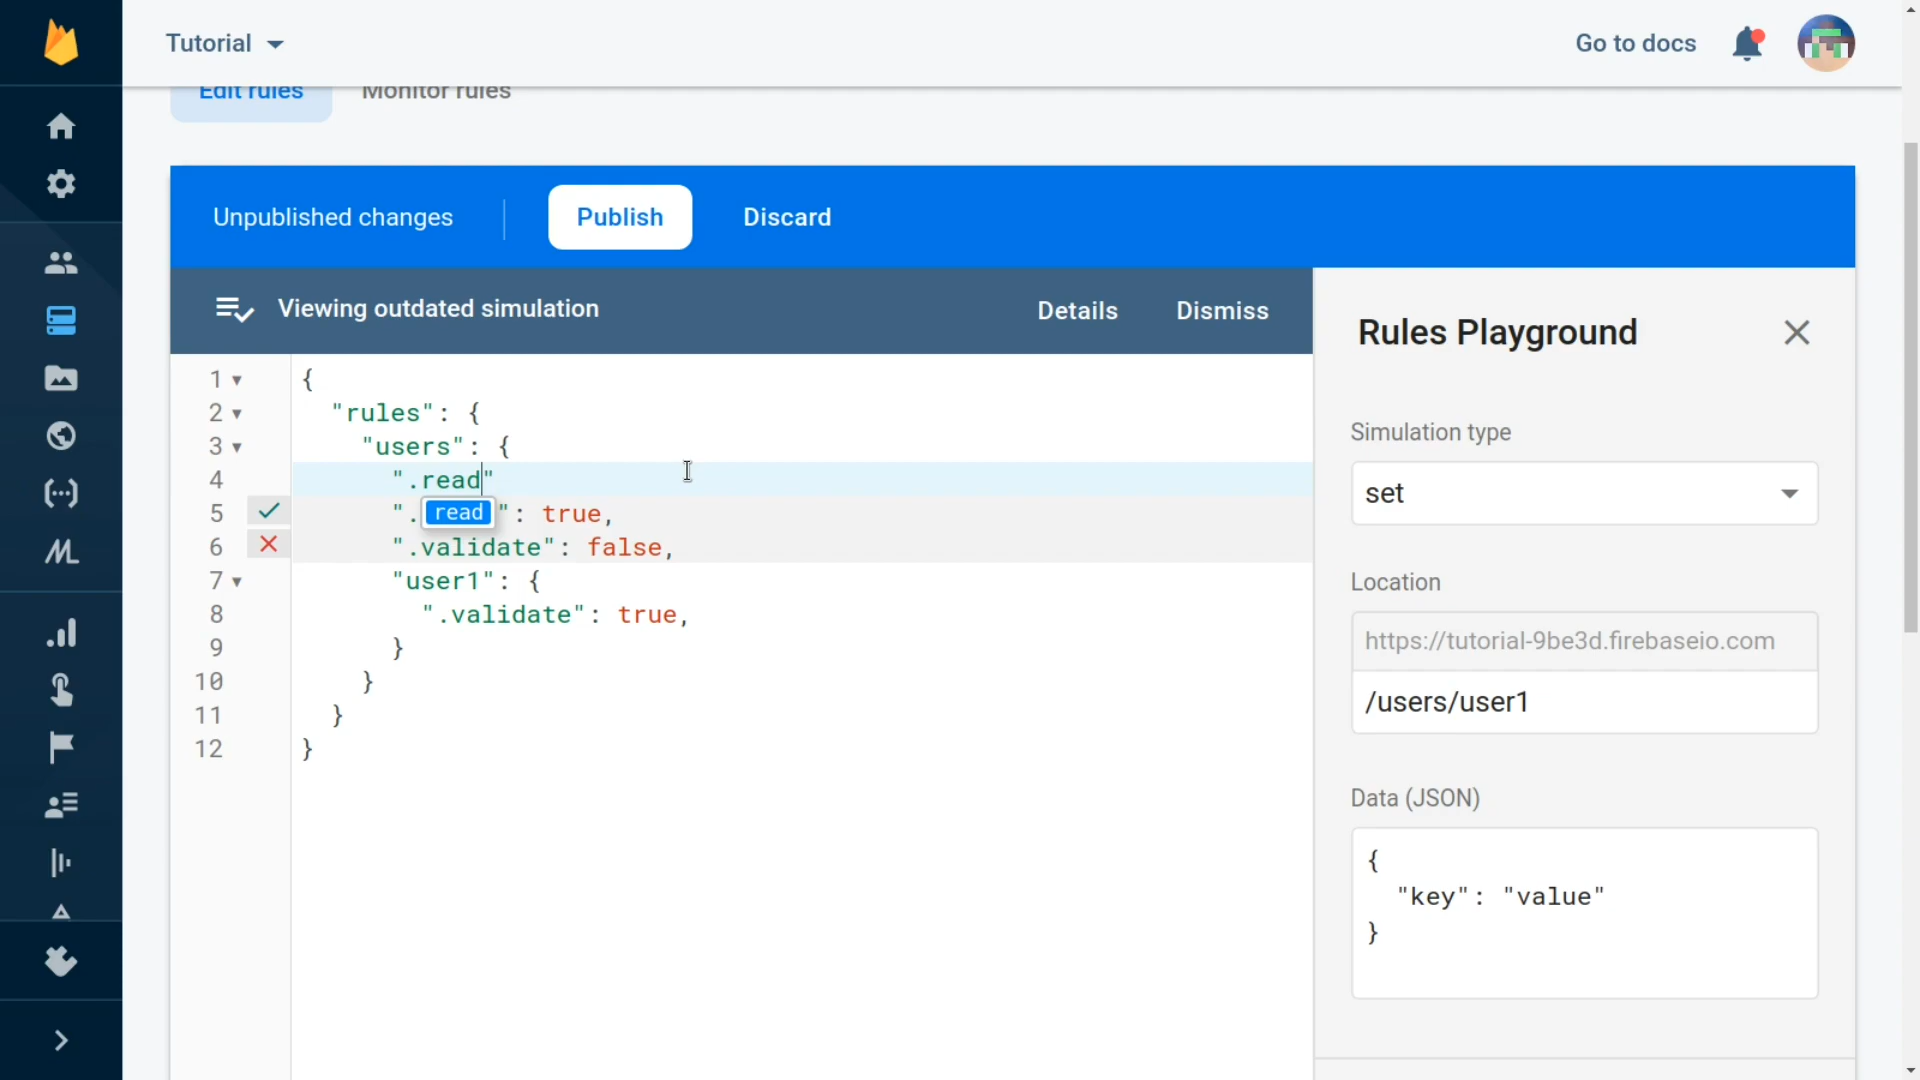 Tutorial
Go to docs
Edit rules
Monitor rules
Unpublished changes
Publish
Discard
Viewing outdated simulation
Details
Dismiss
Rules Playground
1 {
2 "rules": {
3 "users": {
4 ".read"
read
5 ". ": true,
6 ".validate": false,
7 "user1": {
8 ".validate": true,
9 }
10 }
11 }
12 }
Simulation type
set
Location
https://tutorial-9be3d.firebaseio.com
/users/user1
Data (JSON)
{
"key": "value"
}